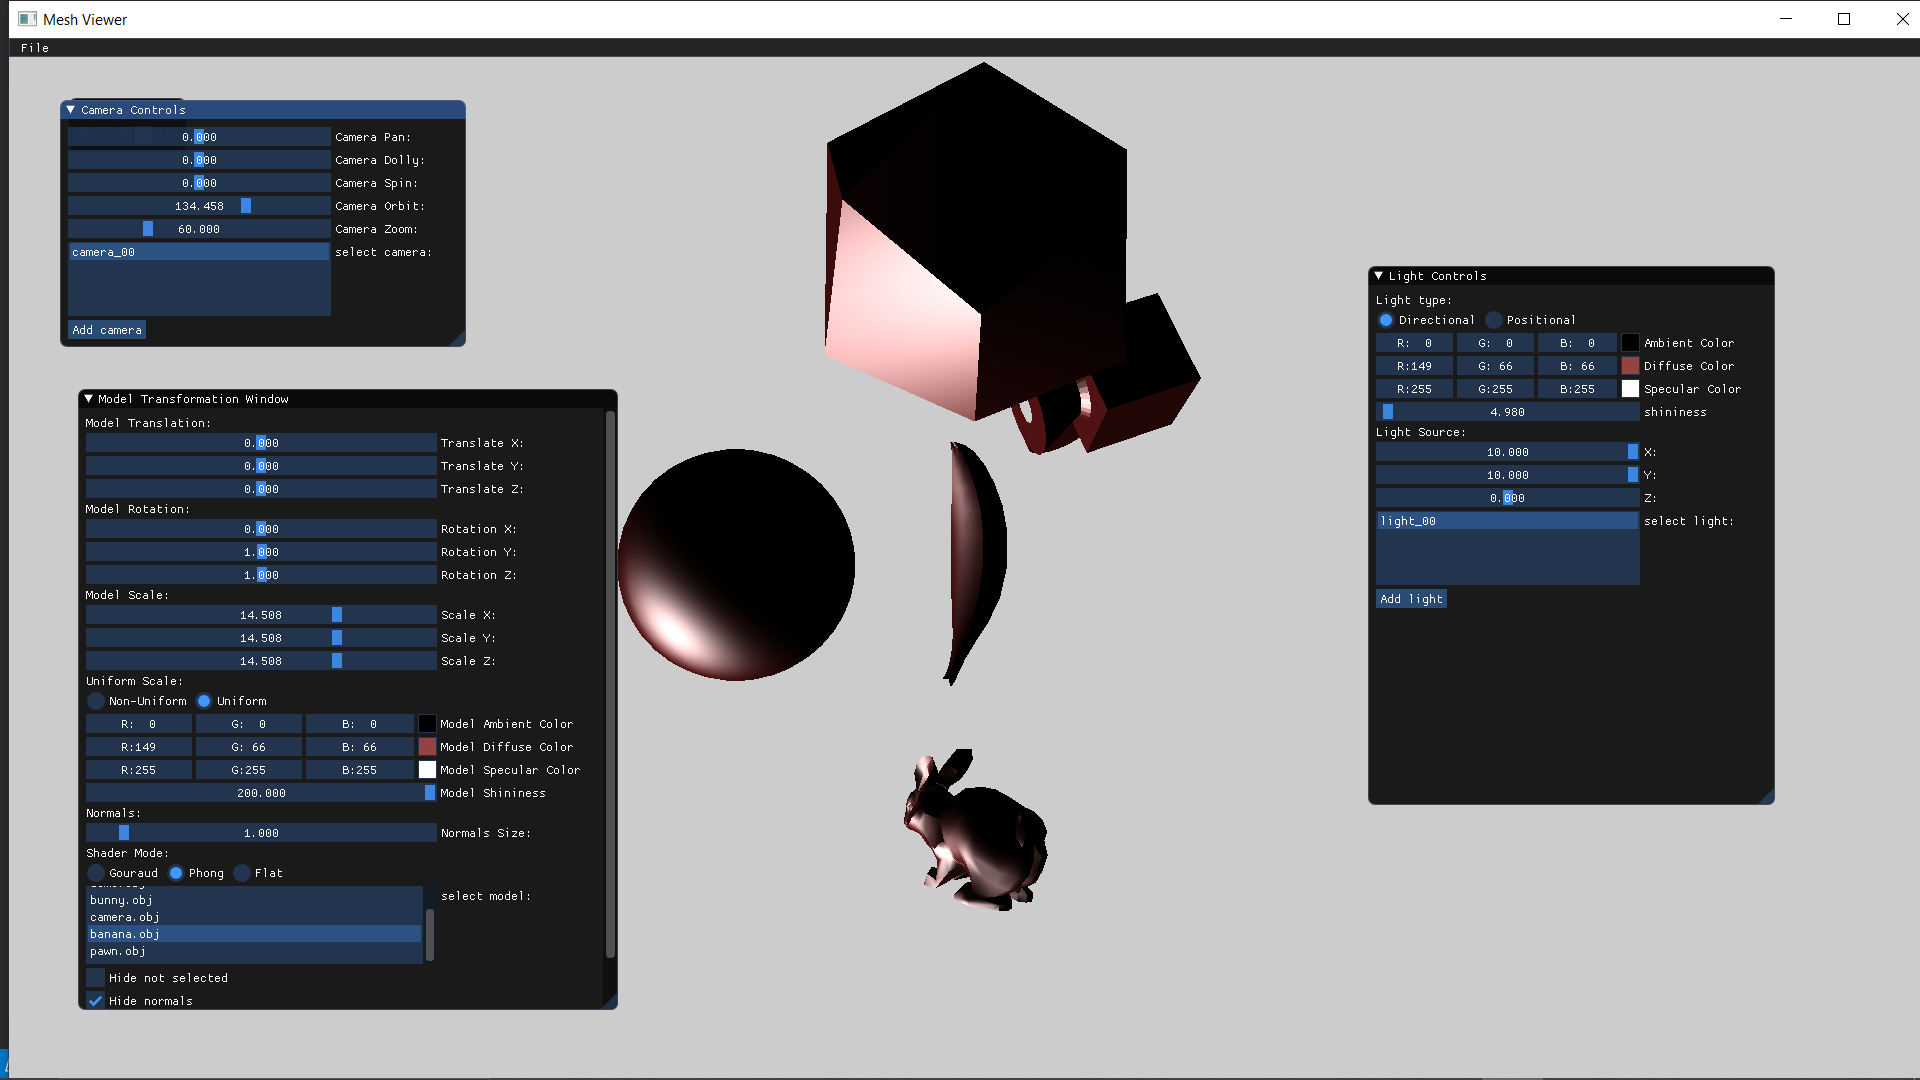 Mesh Viewer
File
Camera Controls
0.000 Camera Pan:
0.000 Camera Dolly:
0.000 Camera Spin:
134.458 Camera Orbit:
60.000 Camera Zoom:
camera_00 select camera:
Add camera
Model Transformation Window
Model Translation:
0.000 Translate X:
0.000 Translate Y:
0.000 Translate Z:
Model Rotation:
0.000 Rotation X:
1.000 Rotation Y:
1.000 Rotation Z:
Model Scale:
14.508 Scale X:
14.508 Scale Y:
14.508 Scale Z:
Uniform Scale:
Non-Uniform Uniform
R: 0 G: 0 B: 0 Model Ambient Color
R:149 G: 66 B: 66 Model Diffuse Color
R:255 G:255 B:255 Model Specular Color
200.000 Model Shininess
Normals:
1.000 Normals Size:
Shader Mode:
Gouraud Phong Flat
select model:
bunny.obj
camera.obj
banana.obj
pawn.obj
Hide not selected
Hide normals
Light Controls
Light type:
Directional Positional
R: 0 G: 0 B: 0 Ambient Color
R:149 G: 66 B: 66 Diffuse Color
R:255 G:255 B:255 Specular Color
4.980 shininess
Light Source:
10.000 X:
10.000 Y:
0.000 Z:
light_00 select light:
Add light